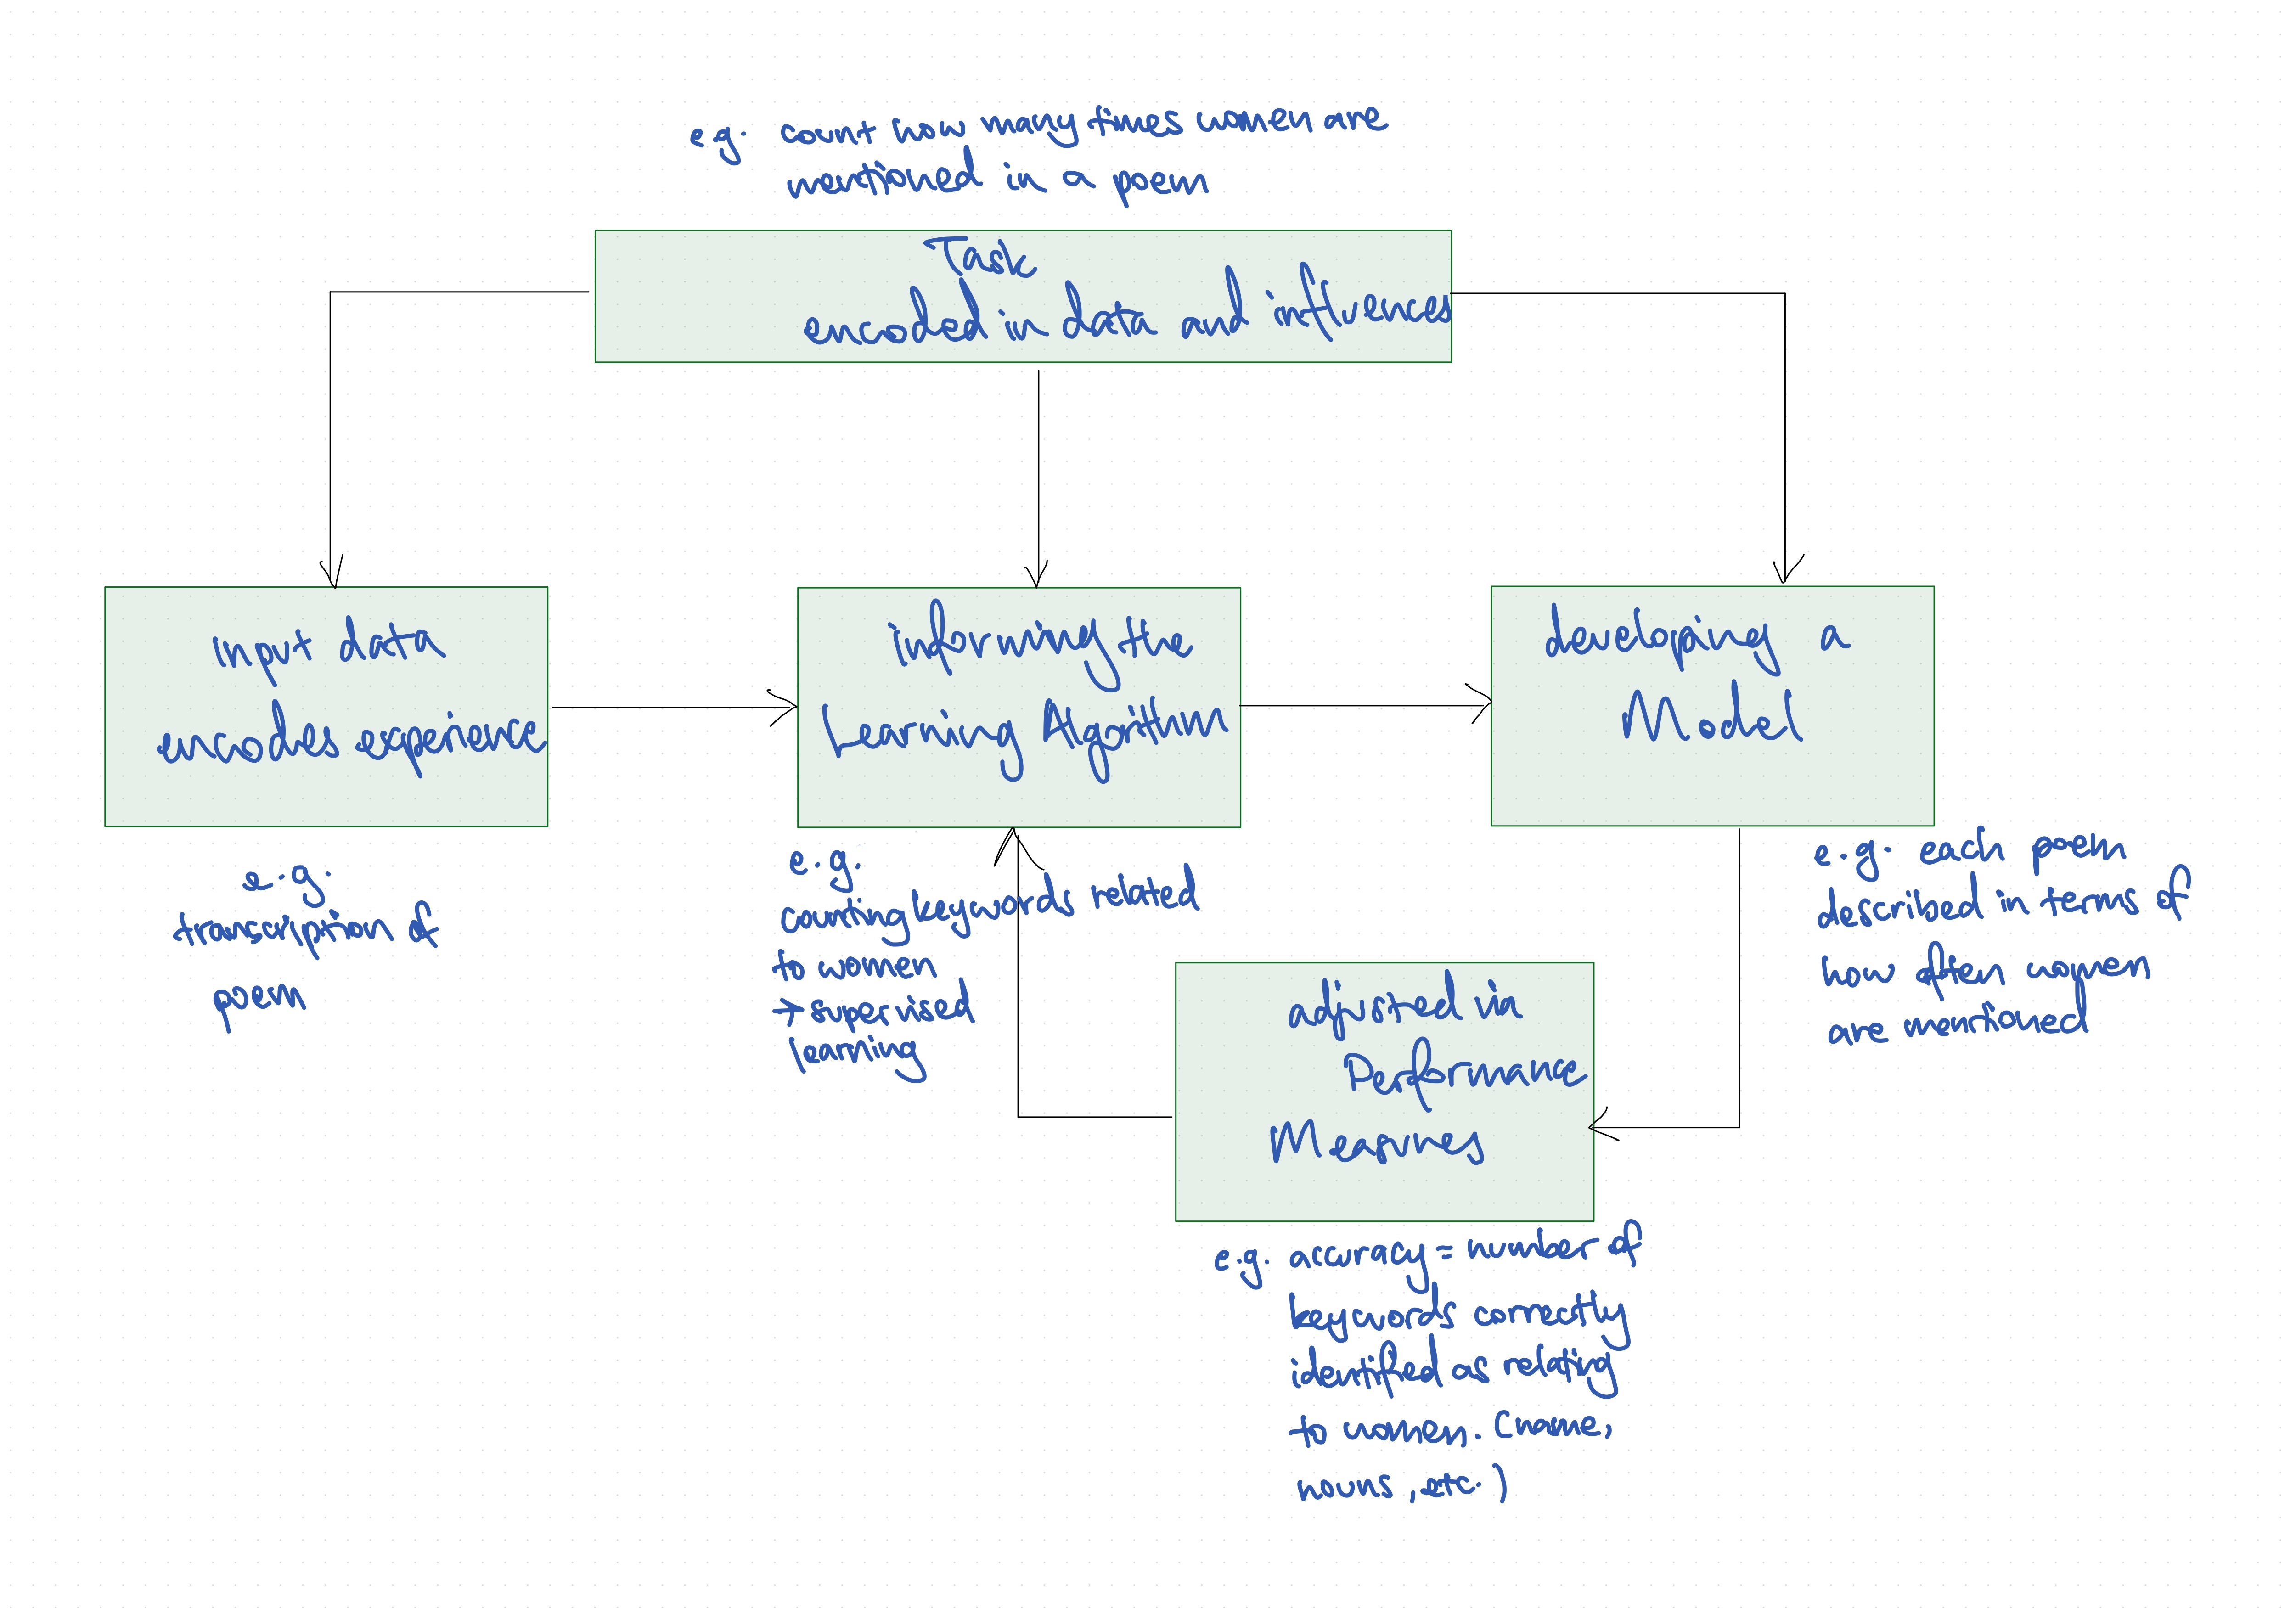 e.g. count how many times women are
mentioned in a poem
Task
encoded in data and influences
input data
encodes experience
informing the
Learning Algorithm
developing a
Model
e.g.
transcription of
poem
e.g.
counting keywords related
to women
→ supervised
learning
e.g. each poem
described in terms of
how often women
are mentioned
adjusted via
Performance
Measures
e.g. accuracy = number of
keywords correctly
identified as relating
to women. (name,
nouns, etc.)